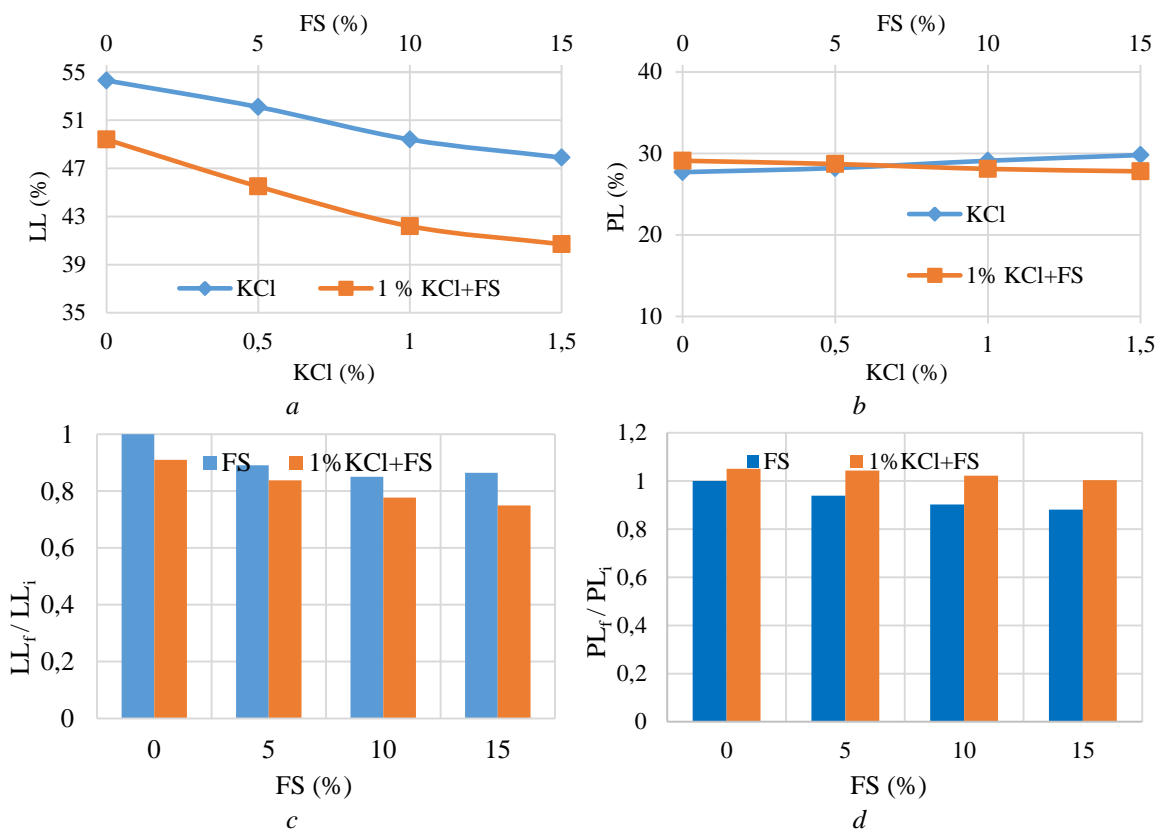 FS (%)
0 5 10 15
55
51
47
43
39
35
LL (%)
KCl 1 % KCl+FS
0 0,5 1 1,5
KCl (%)
a
FS (%)
0 5 10 15
40
30
20
10
PL (%)
KCl
1% KCl+FS
0 0,5 1 1,5
KCl (%)
b
1
0,8
0,6
0,4
0,2
0
LLf / LLi
FS 1%KCl+FS
0 5 10 15
FS (%)
c
1,2
1
0,8
0,6
0,4
0,2
0
PLf / PLi
FS 1%KCl+FS
0 5 10 15
FS (%)
d